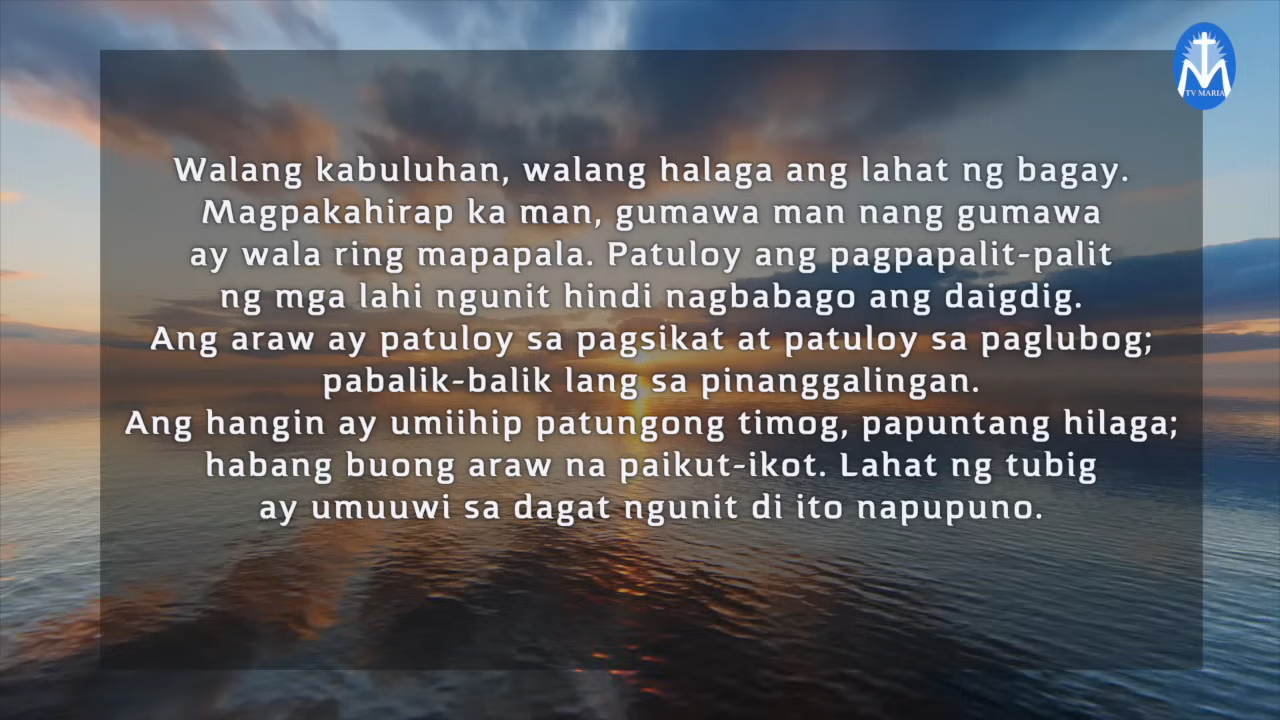 TV MARIA
Walang kabuluhan, walang halaga ang lahat ng bagay.
Magpakahirap ka man, gumawa man nang gumawa
ay wala ring mapapala. Patuloy ang pagpapalit-palit
ng mga lahi ngunit hindi nagbabago ang daigdig.
Ang araw ay patuloy sa pagsikat at patuloy sa paglubog;
pabalik-balik lang sa pinanggalingan.
Ang hangin ay umiihip patungong timog, papuntang hilaga;
habang buong araw na paikut-ikot. Lahat ng tubig
ay umuuwi sa dagat ngunit di ito napupuno.